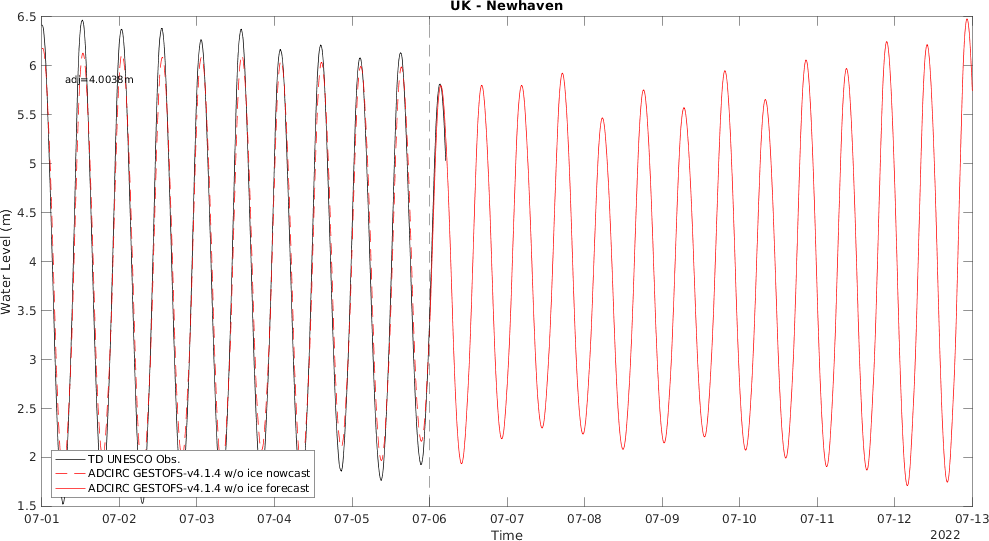 UK - Newhaven
6.5
6
5.5
5
4.5
4
3.5
3
2.5
2
1.5
Water Level (m)
adj=4.0038m
TD UNESCO Obs.
ADCIRC GESTOFS-v4.1.4 w/o ice nowcast
ADCIRC GESTOFS-v4.1.4 w/o ice forecast
07-01 07-02 07-03 07-04 07-05 07-06 07-07 07-08 07-09 07-10 07-11 07-12 07-13
Time
2022